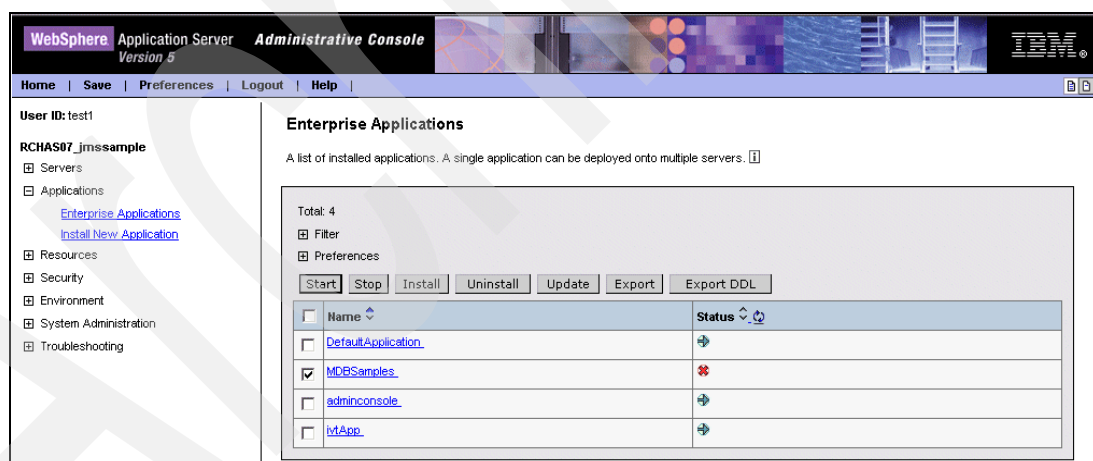 WebSphere. Application Server Administrative Console
Version 5
IBM®
Home | Save | Preferences | Logout | Help |
User ID: test1
RCHAS07_jmssample
Servers
Applications
Enterprise Applications
Install New Application
Resources
Security
Environment
System Administration
Troubleshooting
Enterprise Applications
A list of installed applications. A single application can be deployed onto multiple servers. i
Total: 4
Filter
Preferences
Start Stop Install Uninstall Update Export Export DDL
Name Status
DefaultApplication
MDBSamples
adminconsole
ivtApp